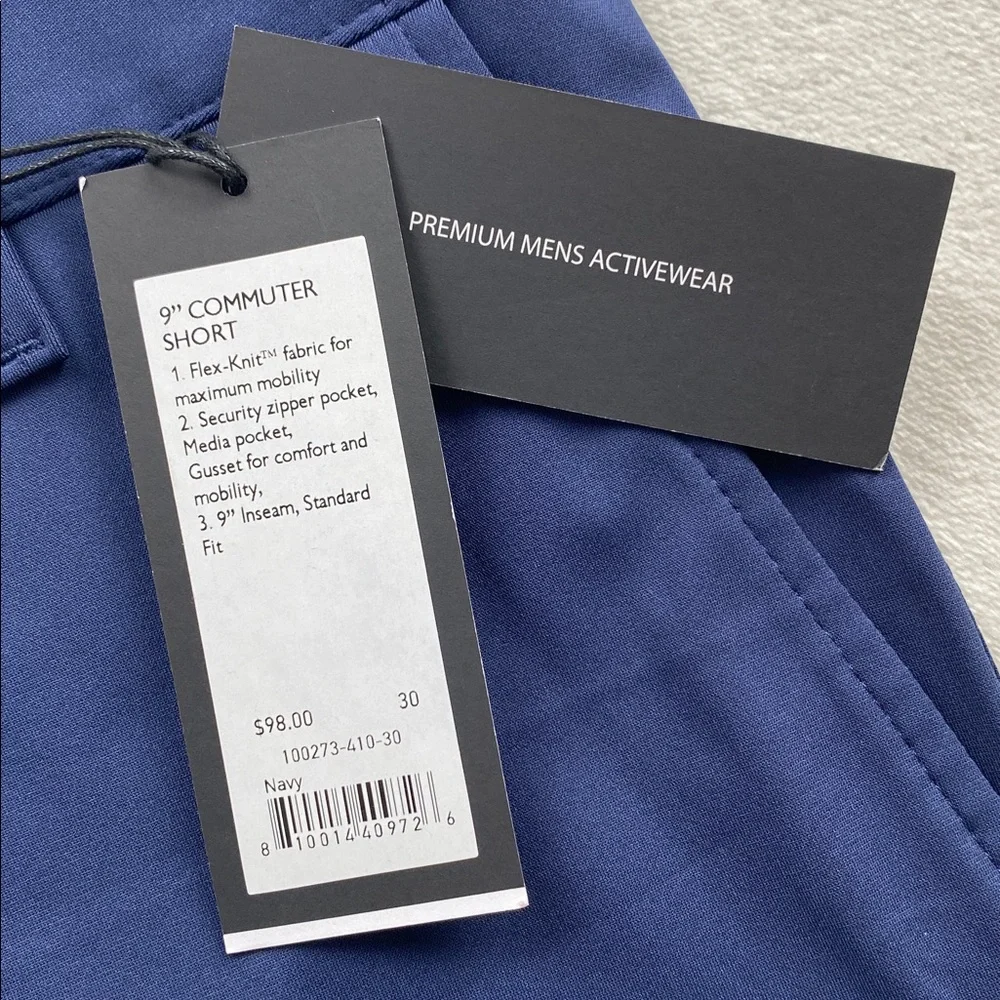 PREMIUM MENS ACTIVEWEAR
9” COMMUTER
SHORT
1. Flex-Knit™ fabric for
maximum mobility
2. Security zipper pocket,
Media pocket,
Gusset for comfort and
mobility,
3. 9” Inseam, Standard
Fit
$98.00 30
100273-410-30
Navy
8 10014 40972 6